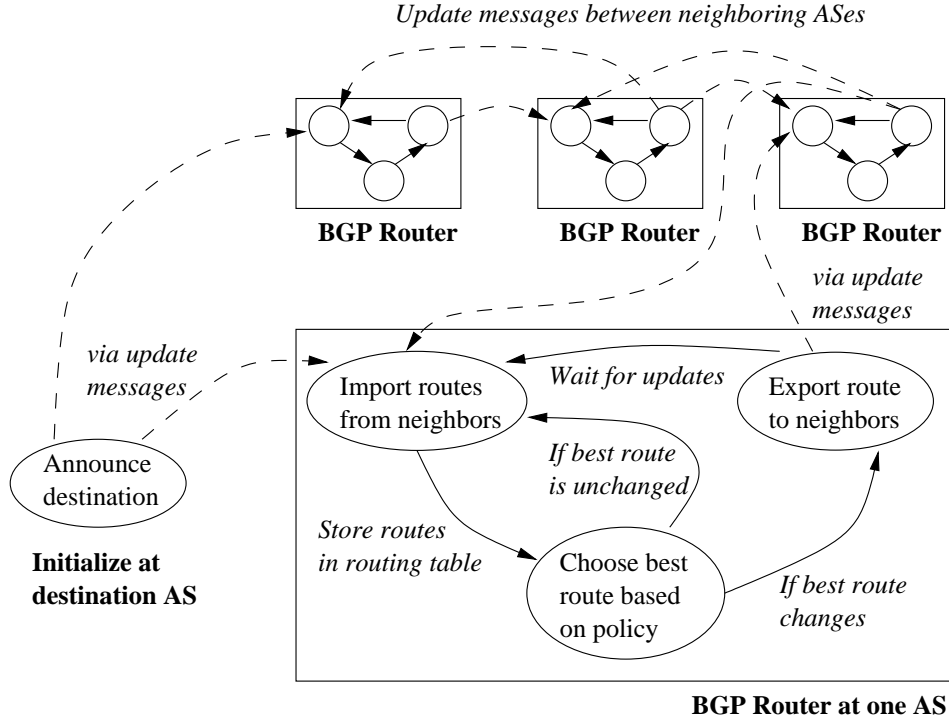 Update messages between neighboring ASes
BGP Router
BGP Router
BGP Router
via update
messages
via update
messages
Import routes
from neighbors
Wait for updates
Export route
to neighbors
Announce
destination
If best route
is unchanged
Store routes
in routing table
Initialize at
destination AS
Choose best
route based
on policy
If best route
changes
BGP Router at one AS